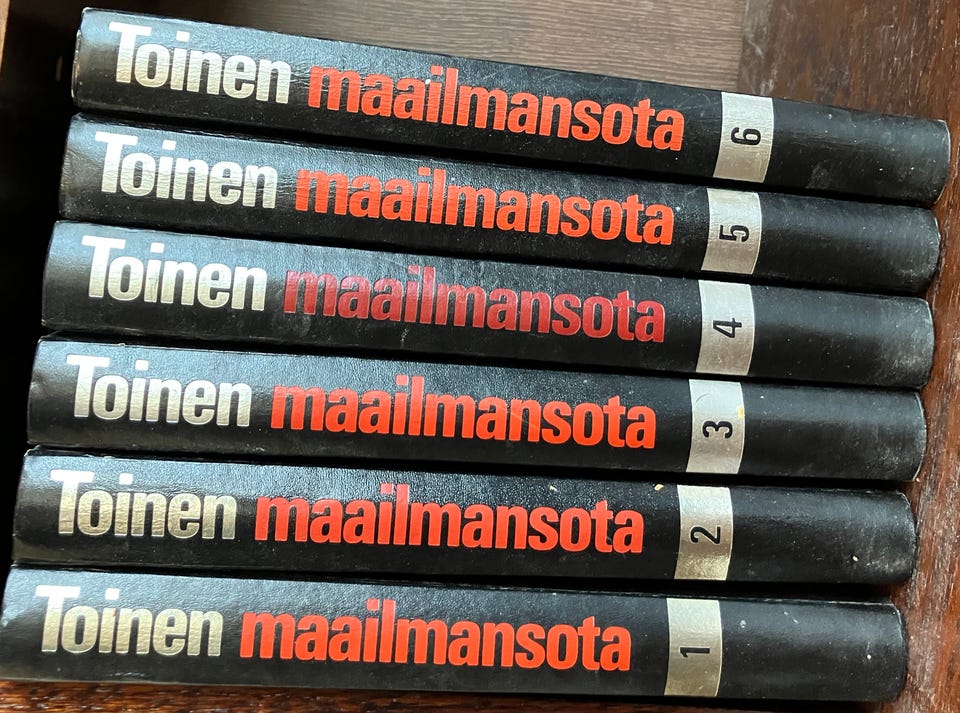 Toinen maailmansota 6
Toinen maailmansota 5
Toinen maailmansota 4
Toinen maailmansota 3
Toinen maailmansota 2
Toinen maailmansota 1